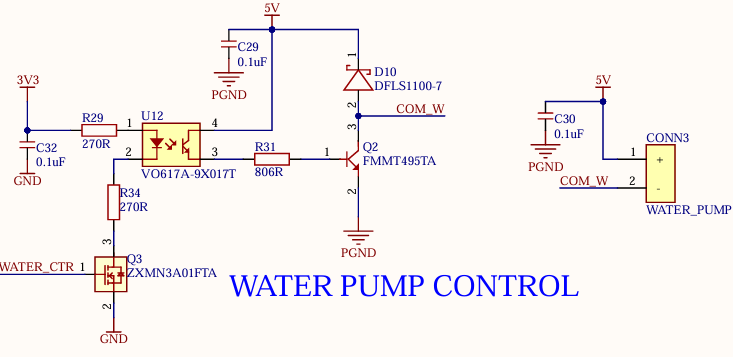 5V
C29
0.1uF
PGND
1
D10
DFLS1100-7
2
COM_W
3V3
R29
270R
1
U12
4
C32
0.1uF
GND
2
3
VO617A-9X017T
R31
806R
1
3
Q2
FMMT495TA
2
PGND
R34
270R
3
WATER_CTR
1
Q3
ZXMN3A01FTA
2
GND
5V
C30
0.1uF
PGND
CONN3
1
+
COM_W
2
-
WATER_PUMP
WATER PUMP CONTROL